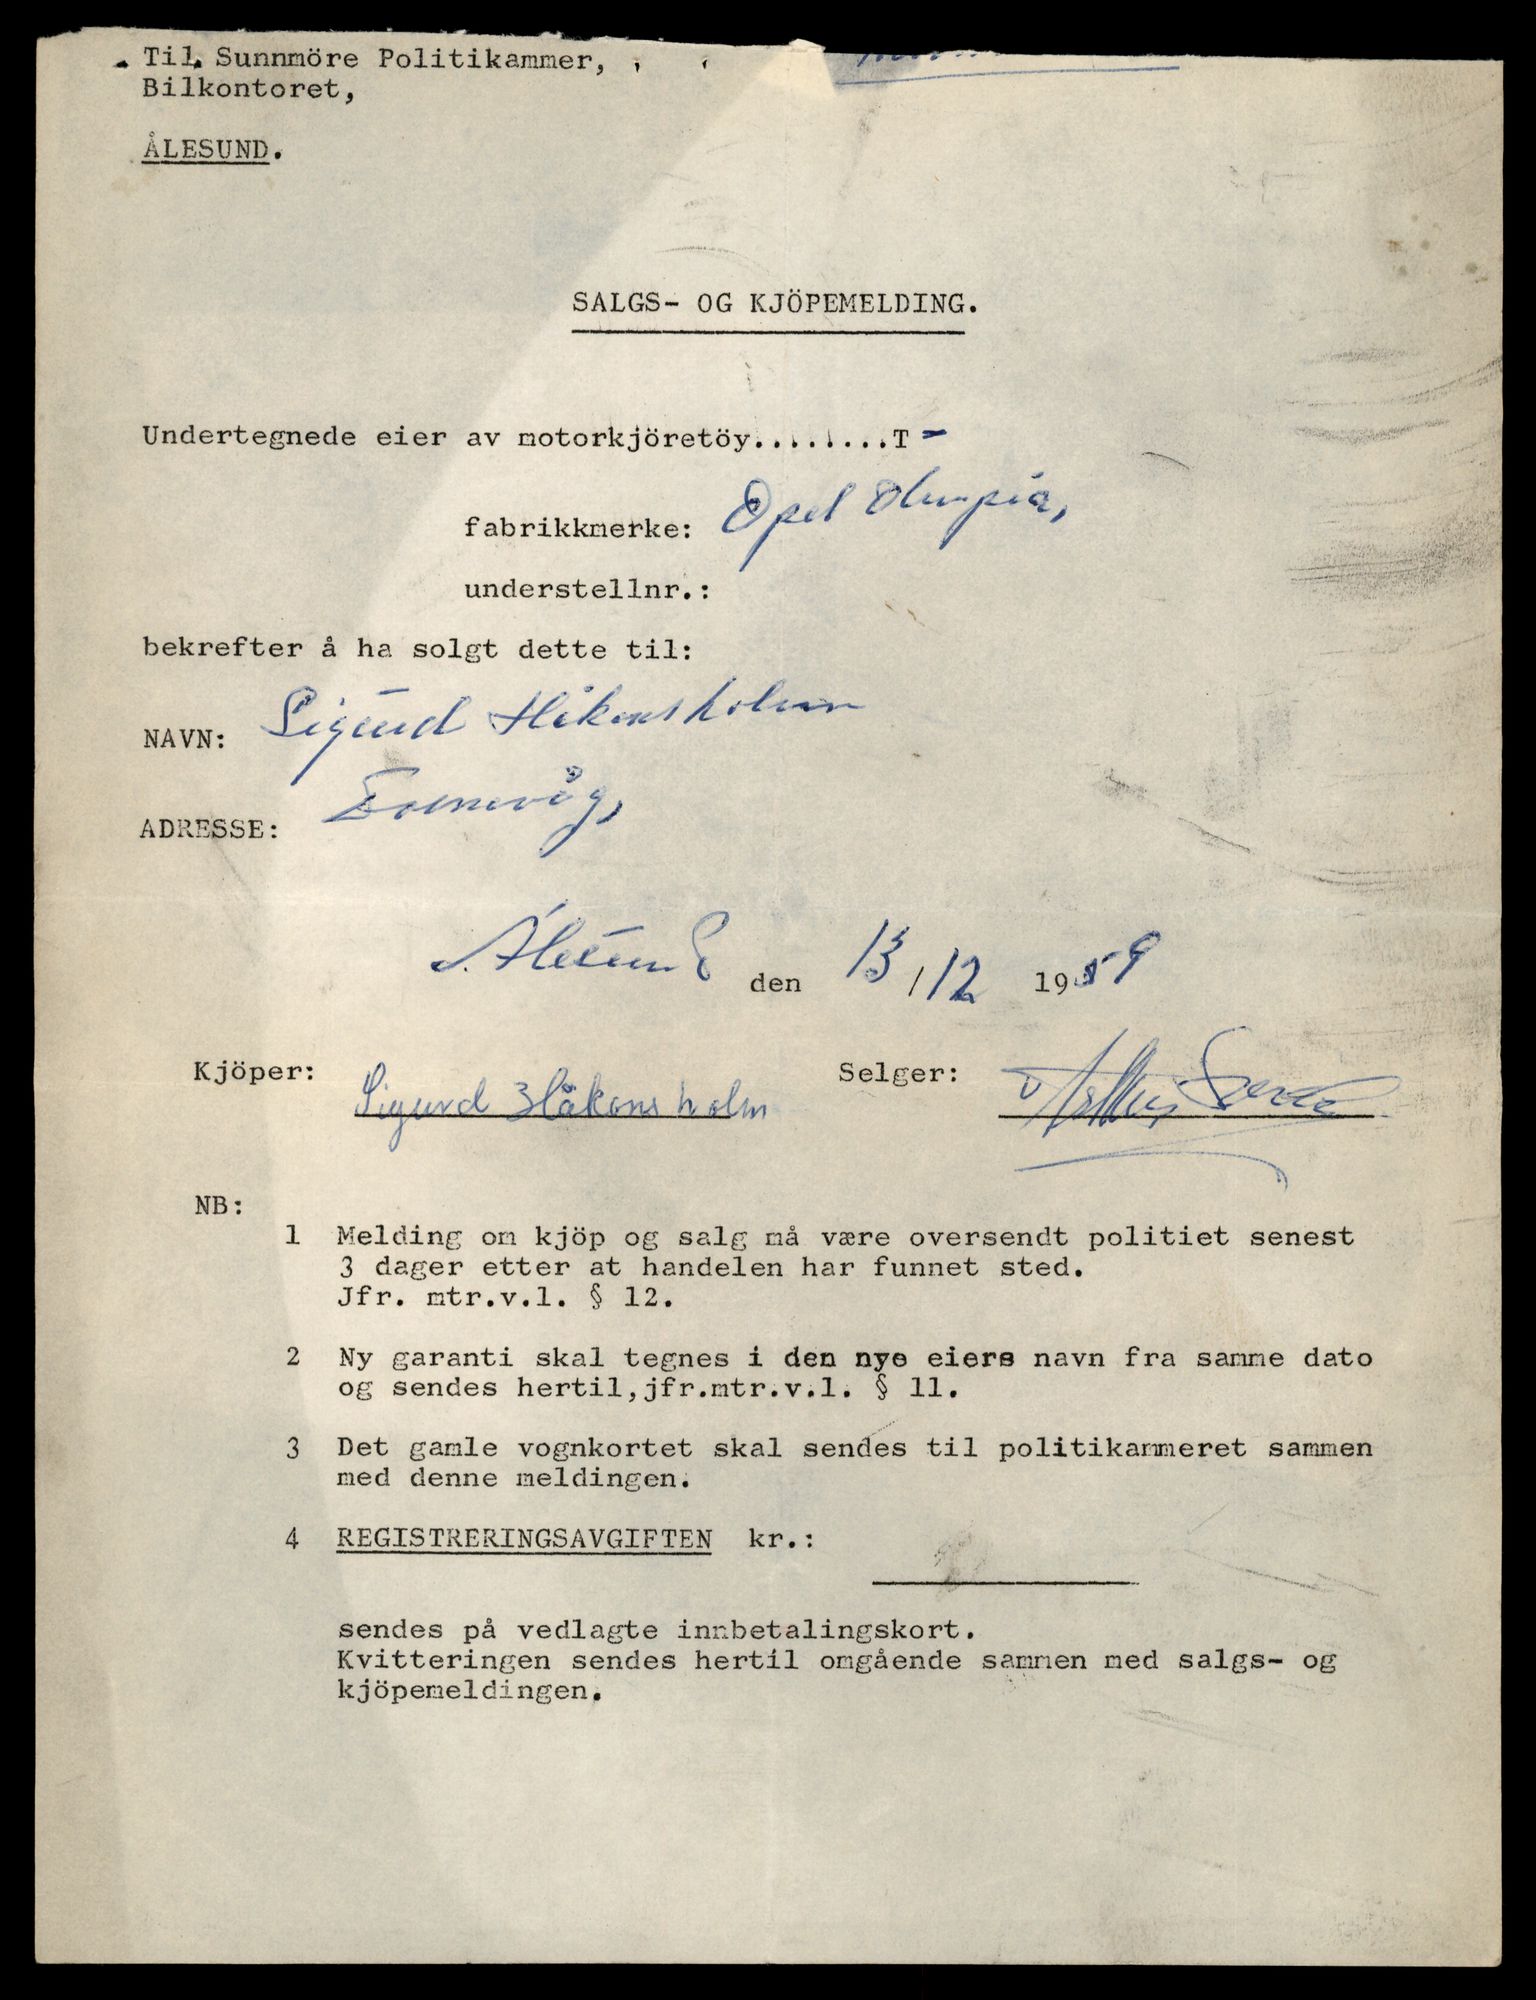 Til Sunnmöre Politikammer,
Bilkontoret,
ÅLESUND.
SALGS- OG KJÖPEMELDING.
Undertegnede eier av motorkjöretöy........T-
fabrikkmerke: Opel Olympia,
understellnr.:
bekrefter å ha solgt dette til:
NAVN: Sigurd Håkonsholm
ADRESSE:
Ålesund den 13/12 1959
Kjöper: Sigurd Håkonsholm Selger:
NB:
1 Melding om kjöp og salg må være oversendt politiet senest
3 dager etter at handelen har funnet sted.
Jfr. mtr.v.l. § 12.
2 Ny garanti skal tegnes i den nye eiers navn fra samme dato
og sendes hertil,jfr.mtr.v.l. § 11.
3 Det gamle vognkortet skal sendes til politikammeret sammen
med denne meldingen.
4 REGISTRERINGSAVGIFTEN kr.:
sendes på vedlagte innbetalingskort.
Kvitteringen sendes hertil omgående sammen med salgs- og
kjöpemeldingen.